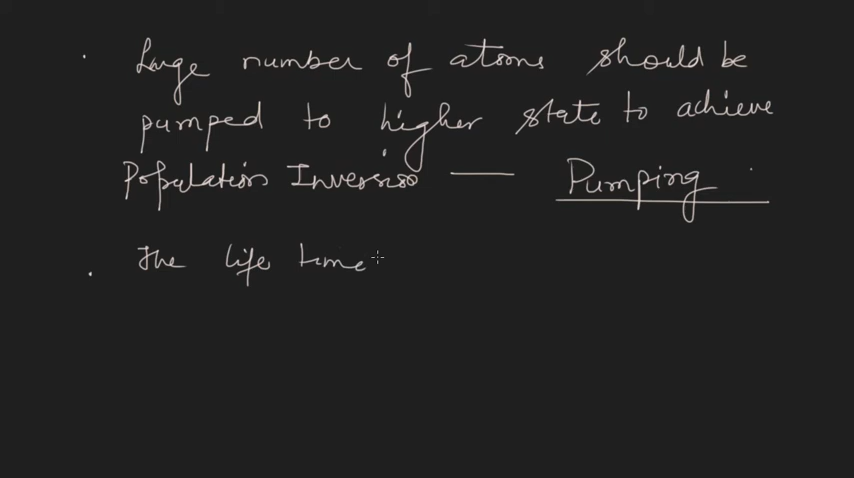 . Large number of atoms should be
pumped to higher state to achieve
Population Inversion — Pumping
. The life time